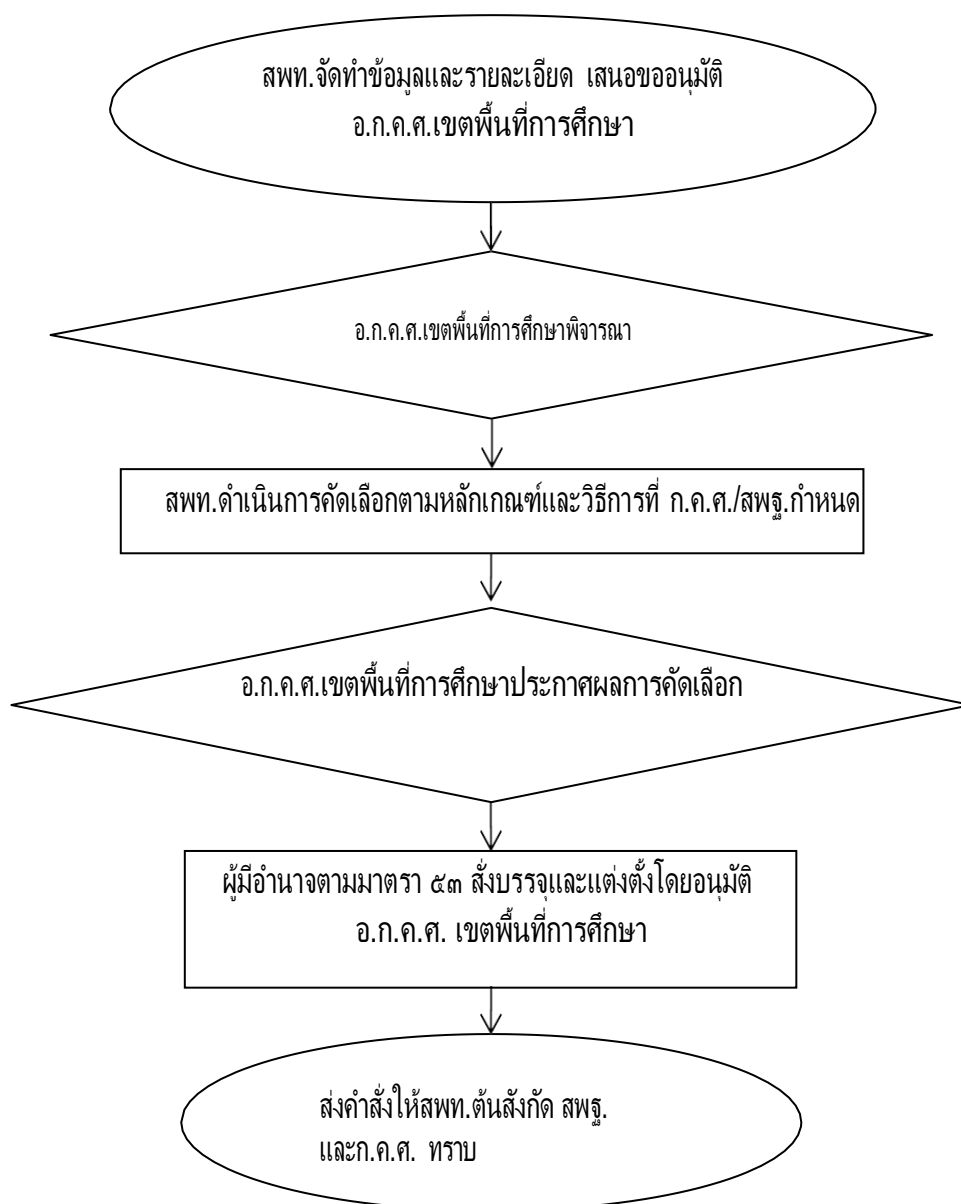 สพท.จัดทำข้อมูลและรายละเอียด เสนอขออนุมัติ
อ.ก.ค.ศ.เขตพื้นที่การศึกษา
อ.ก.ค.ศ.เขตพื้นที่การศึกษาพิจารณา
สพท.ดำเนินการคัดเลือกตามหลักเกณฑ์และวิธีการที่ ก.ค.ศ./สพฐ.กำหนด
อ.ก.ค.ศ.เขตพื้นที่การศึกษาประกาศผลการคัดเลือก
ผู้มีอำนาจตามมาตรา ๕๓ สั่งบรรจุและแต่งตั้งโดยอนุมัติ
อ.ก.ค.ศ. เขตพื้นที่การศึกษา
ส่งคำสั่งให้สพท.ต้นสังกัด สพฐ.
และก.ค.ศ. ทราบ